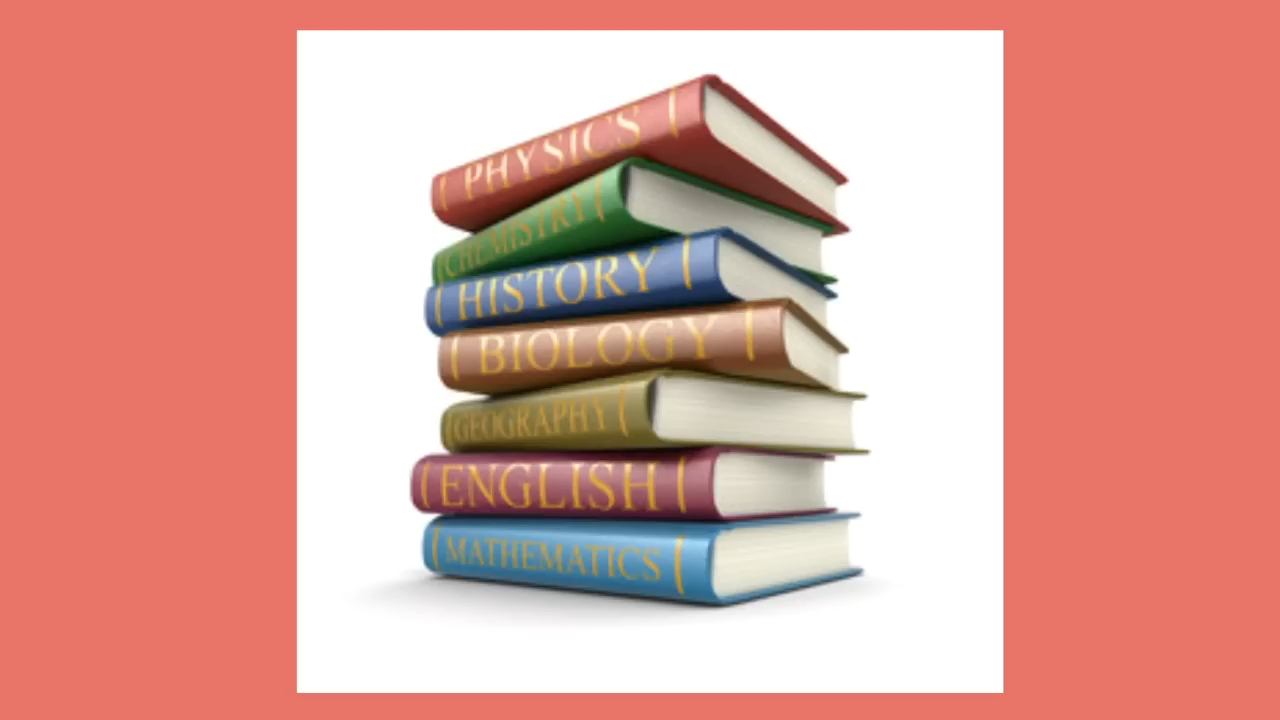 PHYSICS
CHEMISTRY
HISTORY
BIOLOGY
GEOGRAPHY
ENGLISH
MATHEMATICS